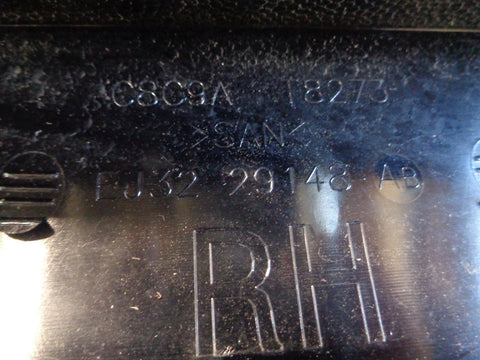 C8C9A 18273
>SAN<
EJ32 29148 AB
RH